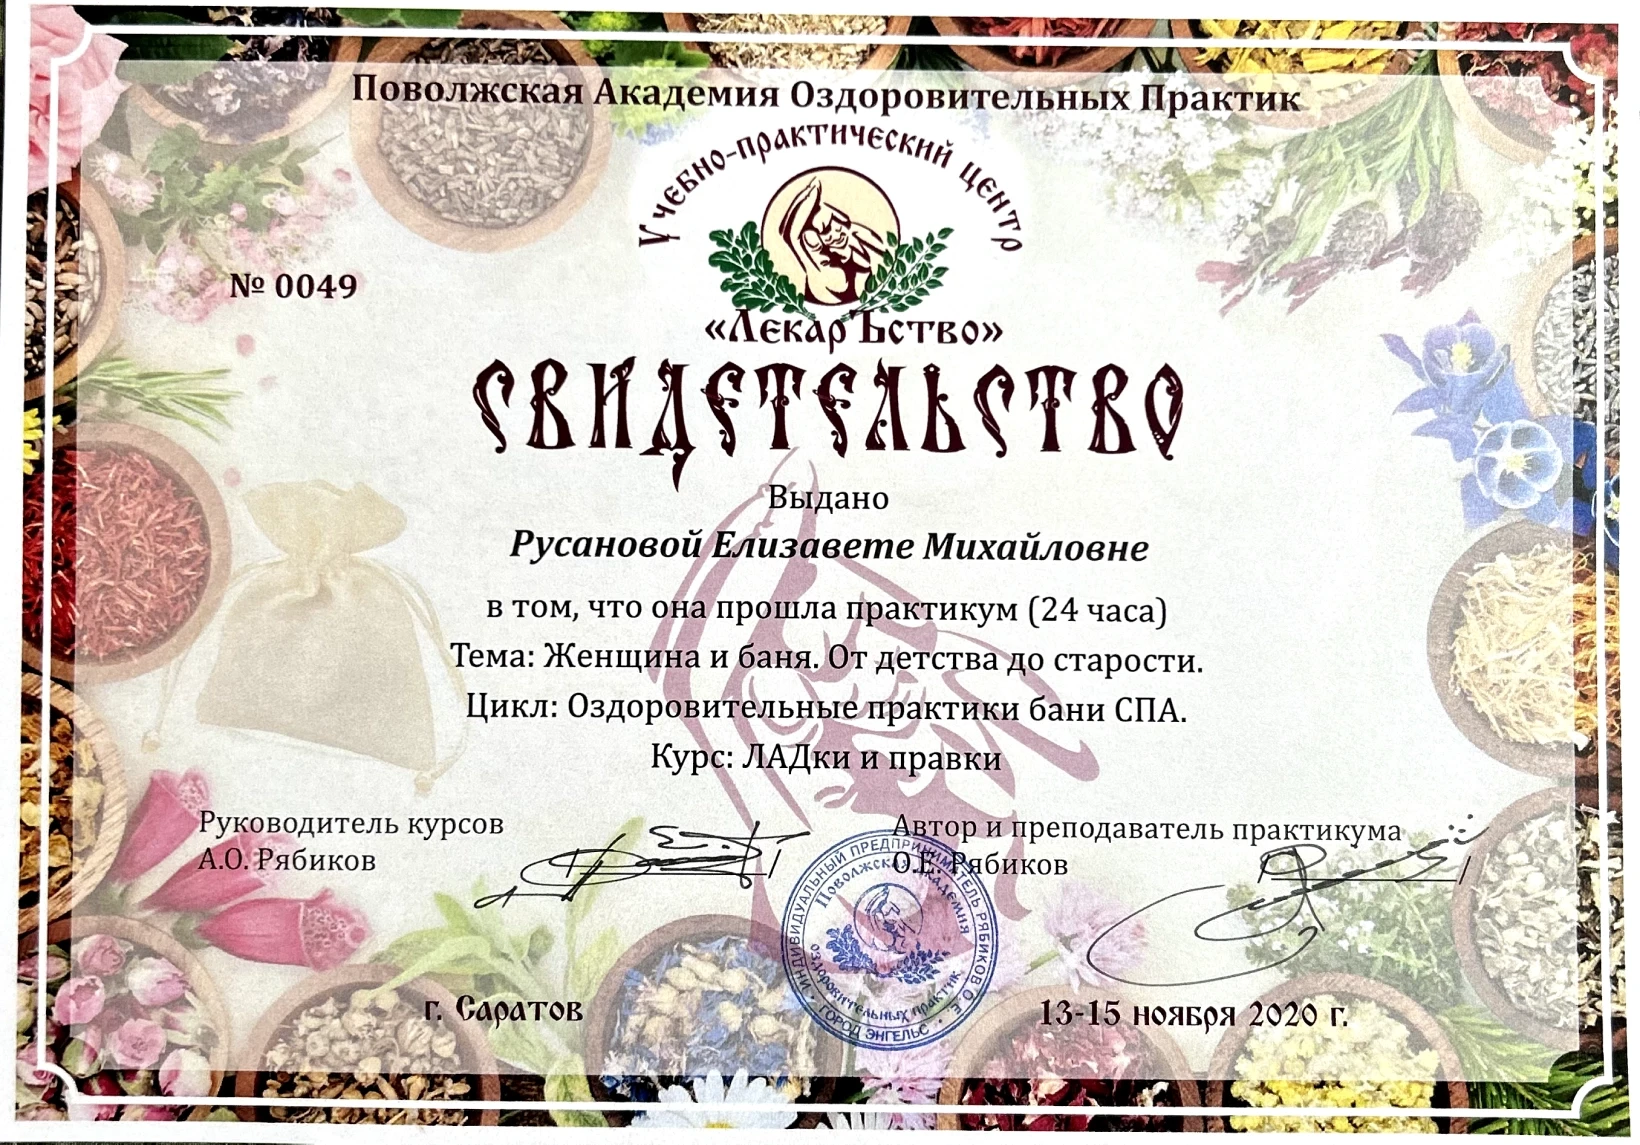 Поволжская Академия Оздоровительных Практик
Учебно-практический центр
«ЛекарЪство»
№ 0049
СВИДЕТЕЛЬСТВО
Выдано
Русановой Елизавете Михайловне
в том, что она прошла практикум (24 часа)
Тема: Женщина и баня. От детства до старости.
Цикл: Оздоровительные практики бани СПА.
Курс: ЛАДки и правки
Руководитель курсов
А.О. Рябиков
Автор и преподаватель практикума
О.Е. Рябиков
ИНДИВИДУАЛЬНЫЙ ПРЕДПРИНИМАТЕЛЬ РЯБИКОВ О.Е. • ГОРОД ЭНГЕЛЬС •
Поволжская Академия
оздоровительных практик
г. Саратов
13-15 ноября 2020 г.